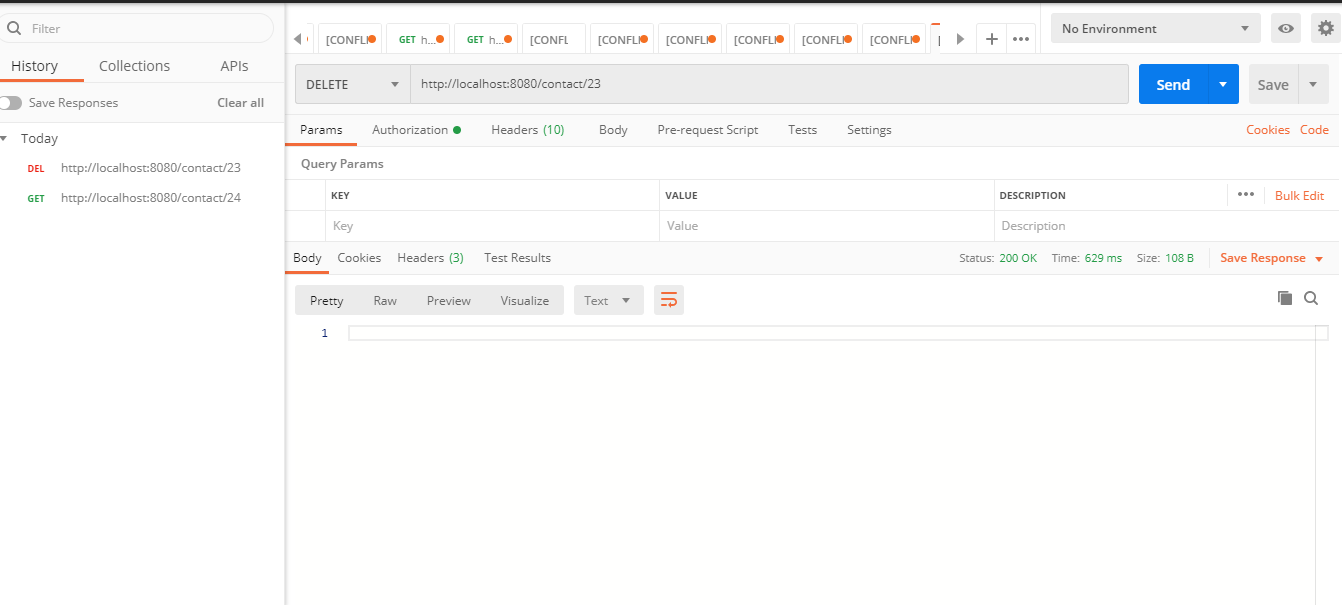 Filter
History Collections APIs
Save Responses Clear all
Today
DEL http://localhost:8080/contact/23
GET http://localhost:8080/contact/24
[CONFLI GET h... GET h... [CONFL [CONFLI [CONFLI [CONFLI [CONFLI [CONFLI
No Environment
DELETE http://localhost:8080/contact/23 Send Save
Params Authorization Headers (10) Body Pre-request Script Tests Settings Cookies Code
Query Params
KEY VALUE DESCRIPTION Bulk Edit
Key Value Description
Body Cookies Headers (3) Test Results Status: 200 OK Time: 629 ms Size: 108 B Save Response
Pretty Raw Preview Visualize Text
1